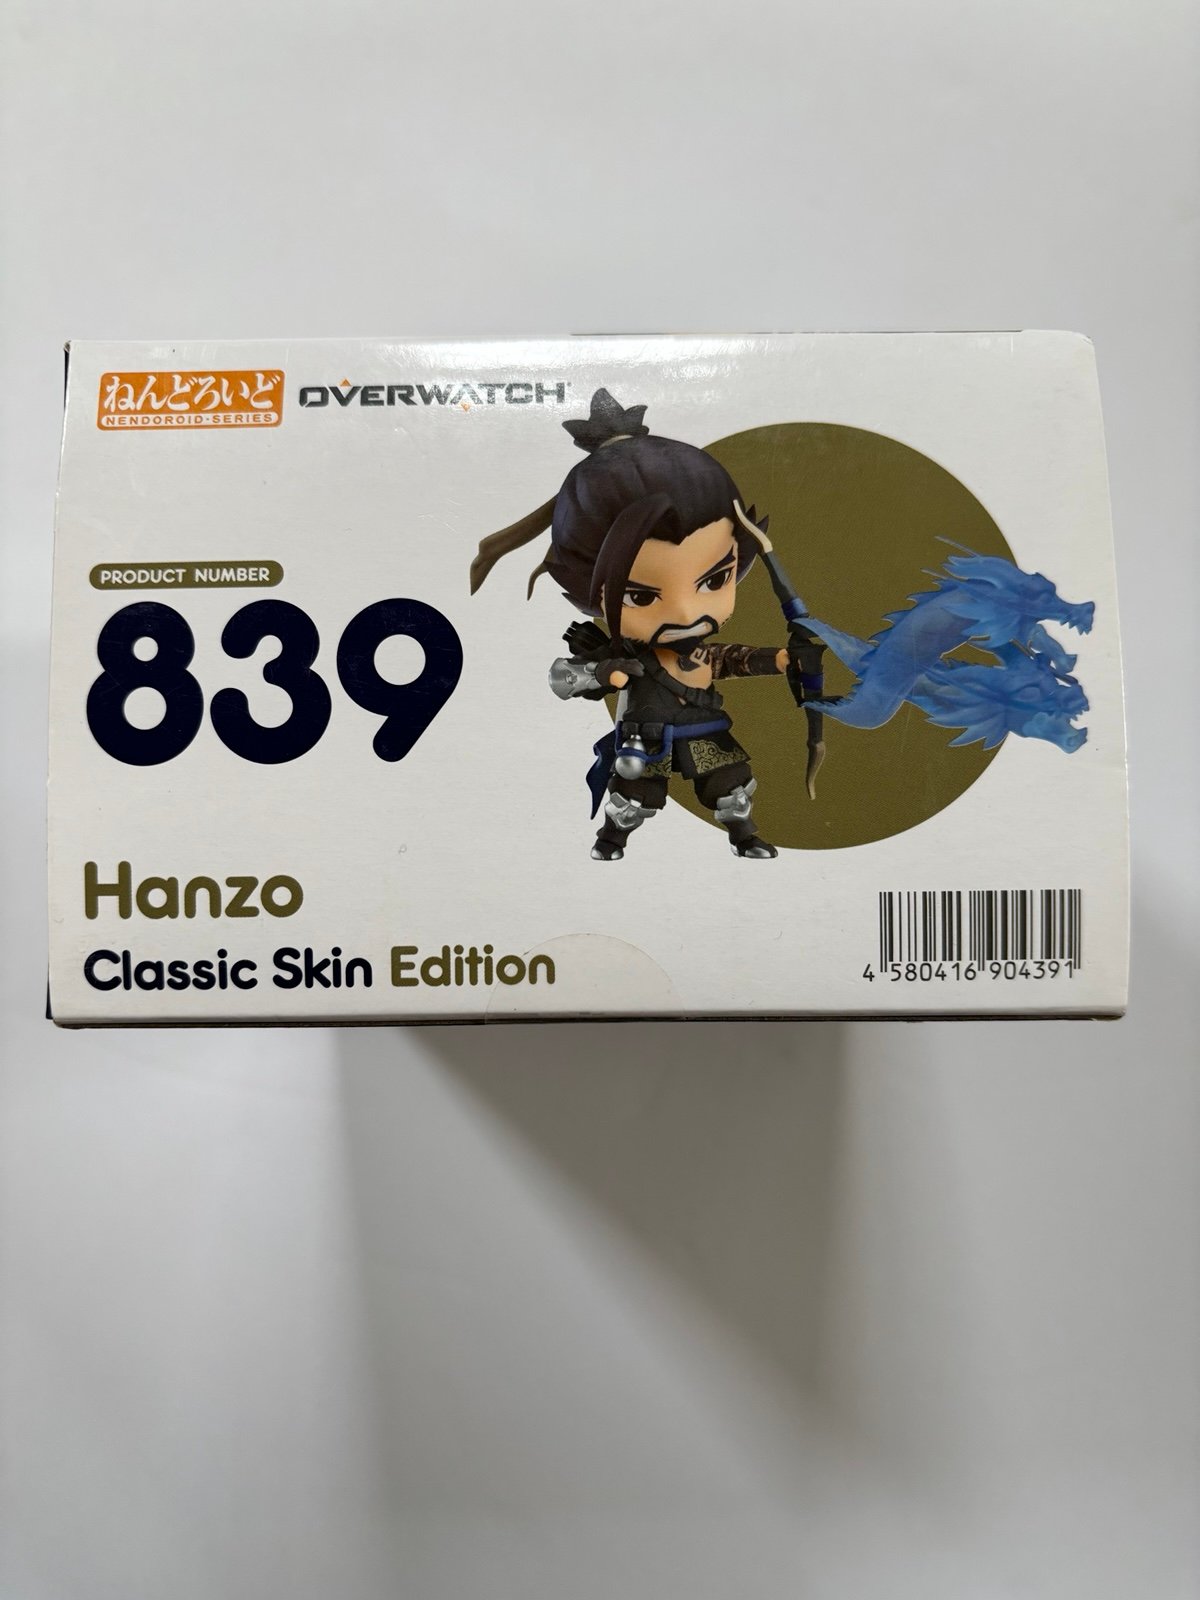 ねんどろいど
NENDOROID·SERIES
OVERWATCH
PRODUCT NUMBER
839
Hanzo
Classic Skin Edition
4 580416 904391